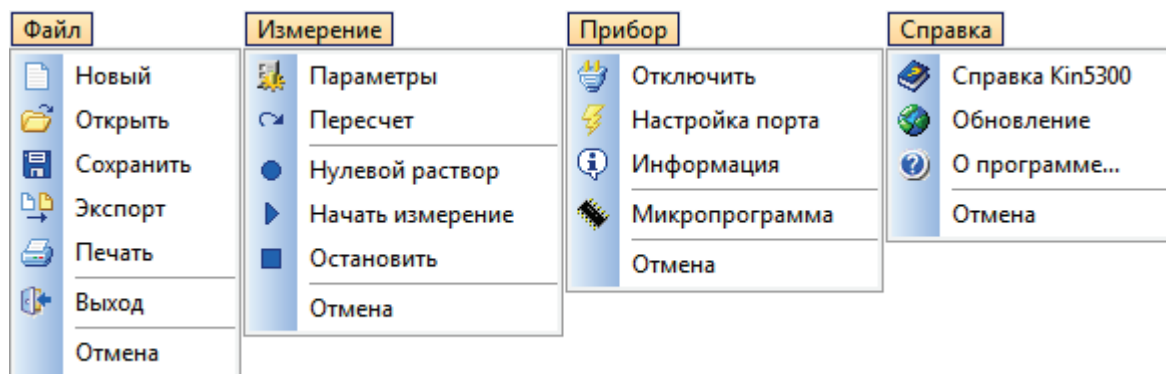 Файл
Новый
Открыть
Сохранить
Экспорт
Печать
Выход
Отмена
Измерение
Параметры
Пересчет
Нулевой раствор
Начать измерение
Остановить
Отмена
Прибор
Отключить
Настройка порта
Информация
Микропрограмма
Отмена
Справка
Справка Kin5300
Обновление
О программе...
Отмена